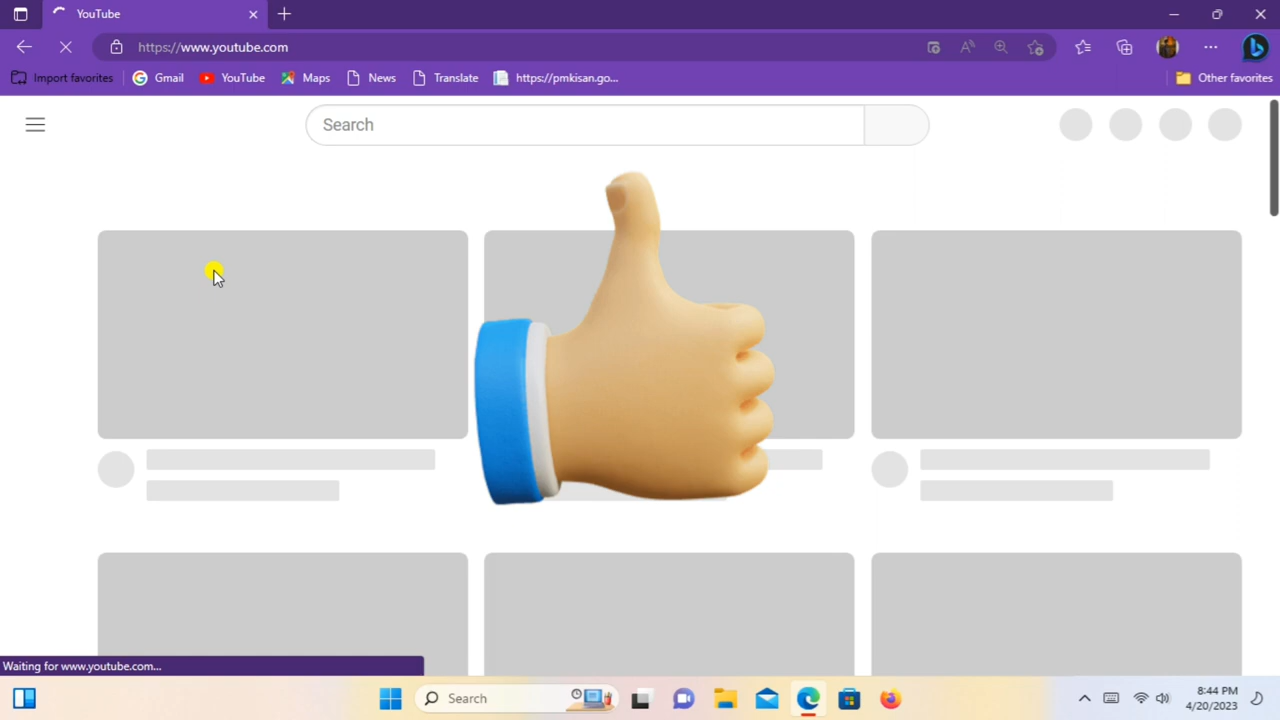 YouTube
https://www.youtube.com
Import favorites
Gmail
YouTube
Maps
News
Translate
https://pmkisan.go...
Other favorites
Search
Waiting for www.youtube.com...
Search
8:44 PM
4/20/2023